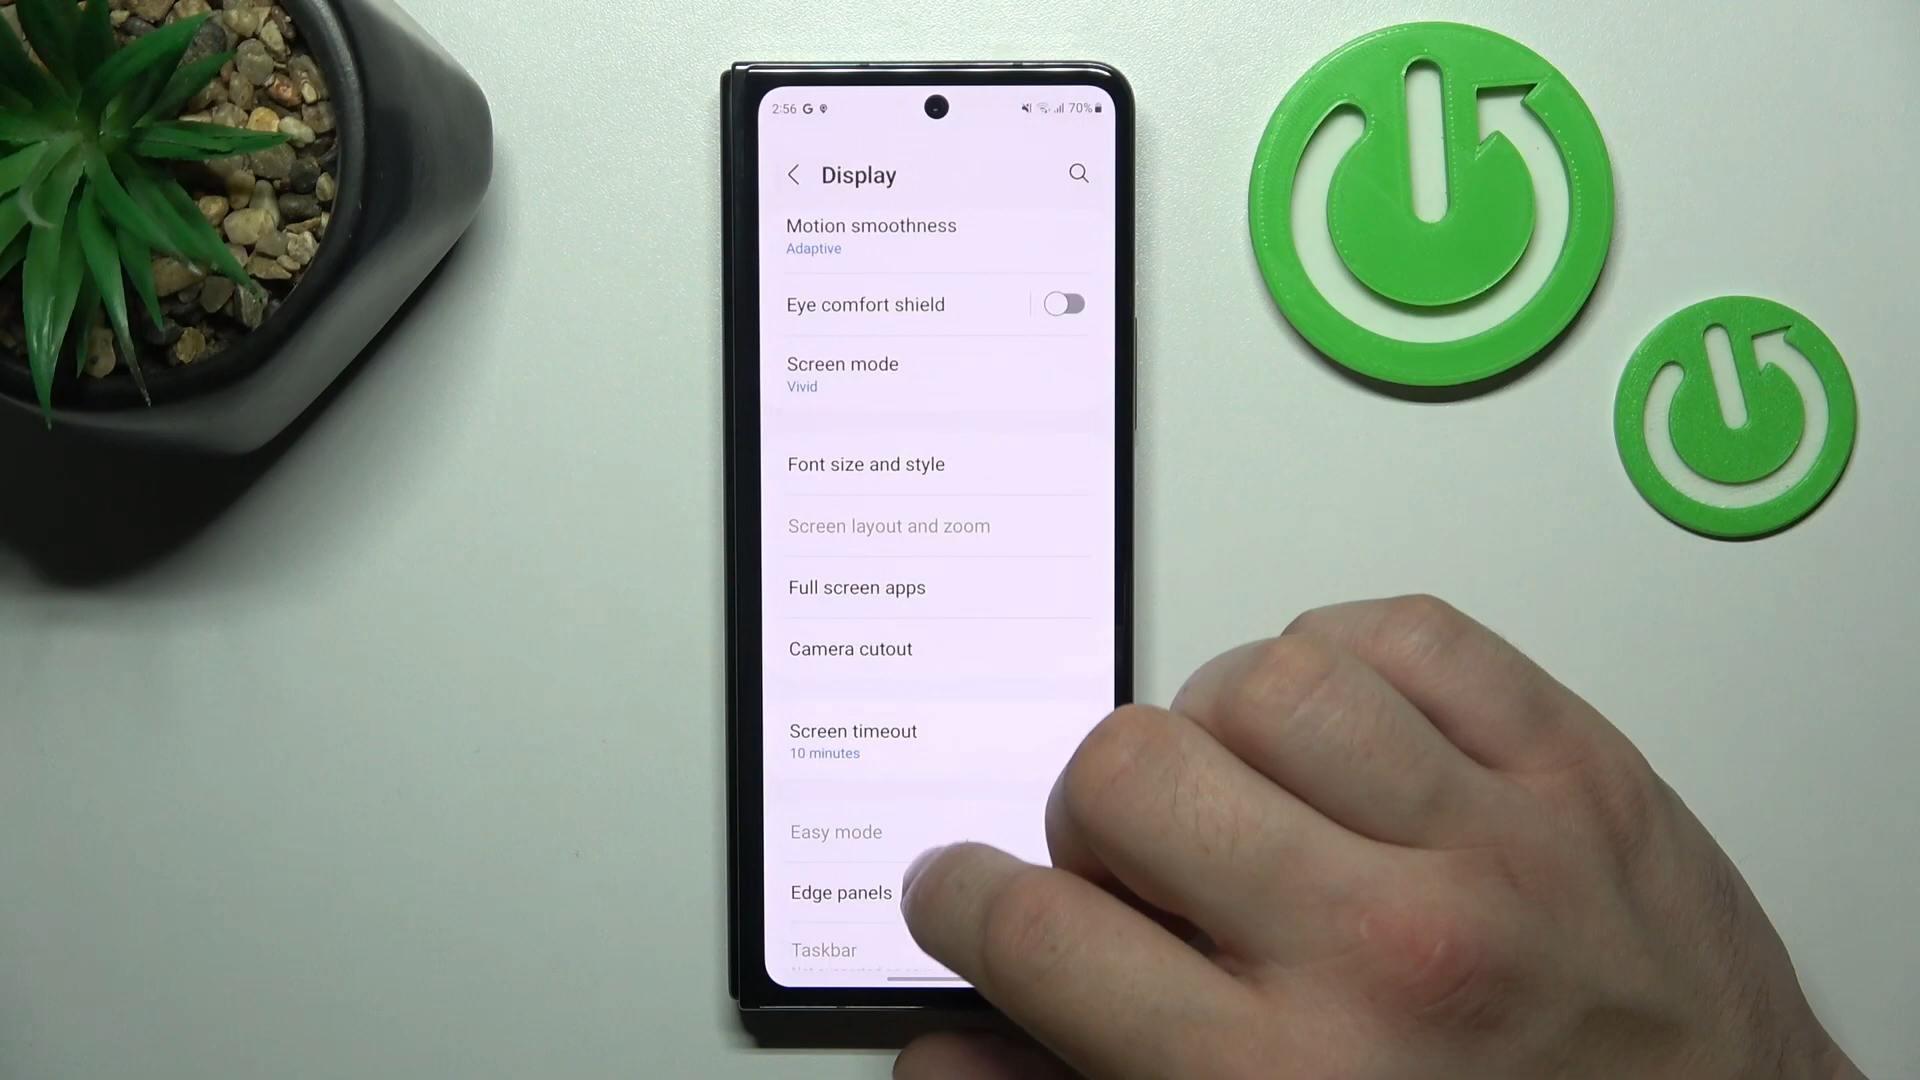 2:56 G 70%
Display
Motion smoothness
Adaptive
Eye comfort shield
Screen mode
Vivid
Font size and style
Screen layout and zoom
Full screen apps
Camera cutout
Screen timeout
10 minutes
Easy mode
Edge panels
Taskbar